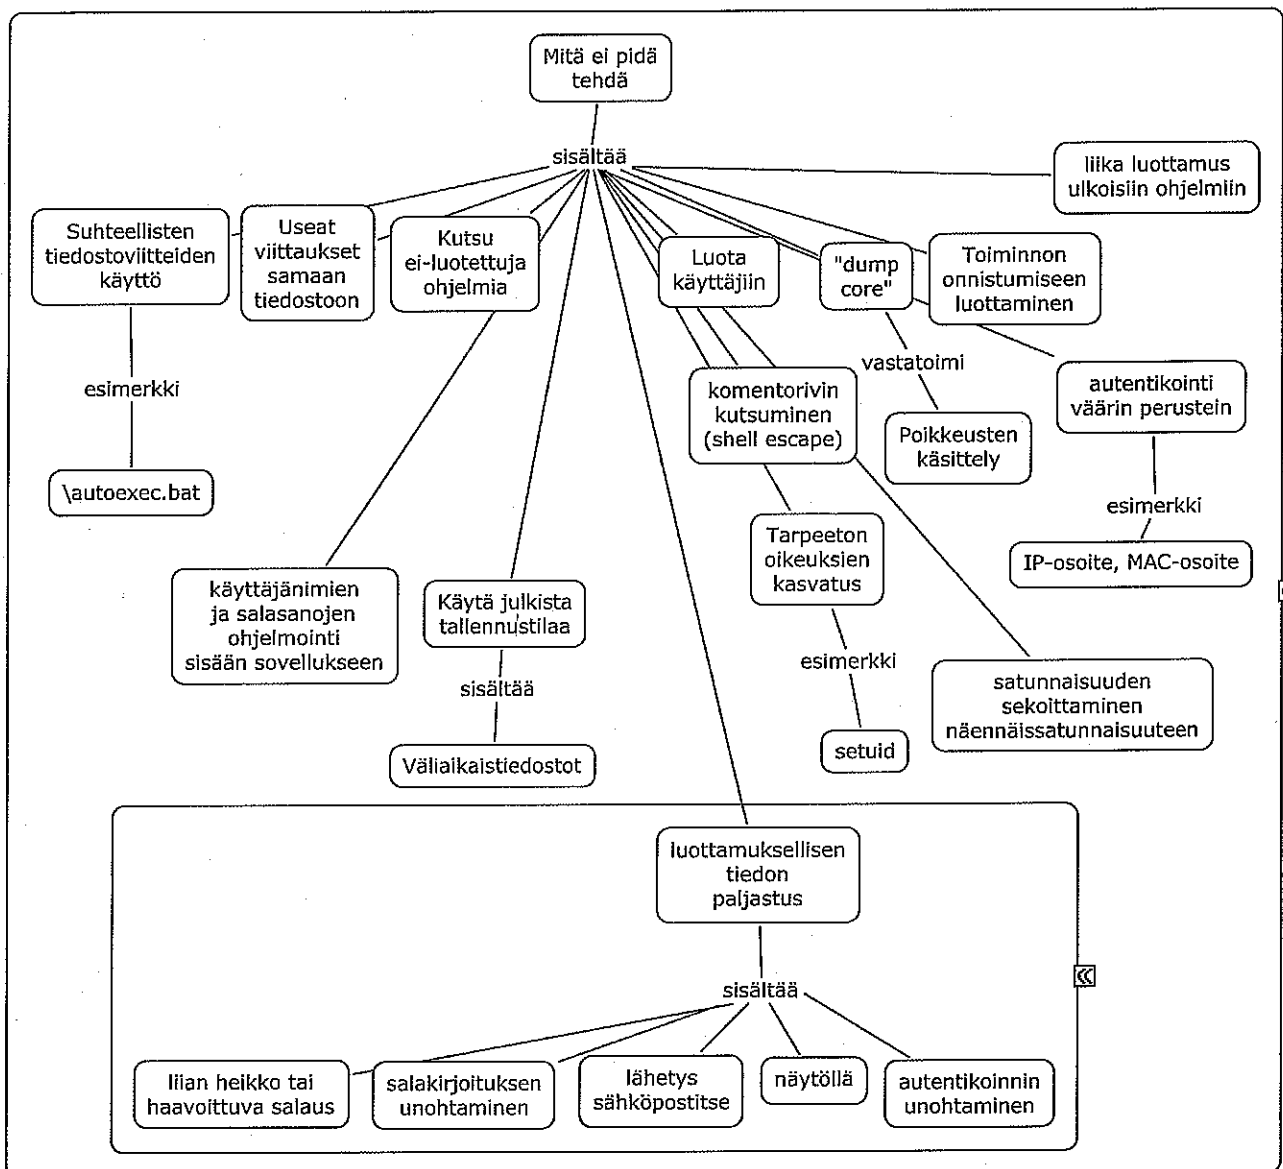 Mitä ei pidä
tehdä
sisältää
liika luottamus
ulkoisiin ohjelmiin
Suhteellisten
tiedostoviitteiden
käyttö
Useat
viittaukset
samaan
tiedostoon
Kutsu
ei-luotettuja
ohjelmia
Luota
käyttäjiin
"dump
core"
Toiminnon
onnistumiseen
luottaminen
esimerkki
\autoexec.bat
komentorivin
kutsuminen
(shell escape)
vastatoimi
Poikkeusten
käsittely
autentikointi
väärin perustein
esimerkki
IP-osoite, MAC-osoite
käyttäjänimien
ja salasanojen
ohjelmointi
sisään sovellukseen
Käytä julkista
tallennustilaa
sisältää
Väliaikaistiedostot
Tarpeeton
oikeuksien
kasvatus
esimerkki
setuid
satunnaisuuden
sekoittaminen
näennäissatunnaisuuteen
luottamuksellisen
tiedon
paljastus
sisältää
liian heikko tai
haavoittuva salaus
salakirjoituksen
unohtaminen
lähetys
sähköpostitse
näytöllä
autentikoinnin
unohtaminen